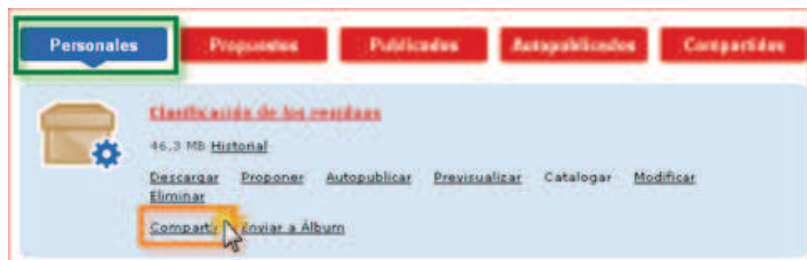 Personales Propuestos Publicados Autopublicados Compartidos
Clasificación de los residuos
46,3 MB Historial
Descargar Proponer Autopublicar Previsualizar Catalogar Modificar
Eliminar
Compartir Enviar a Álbum